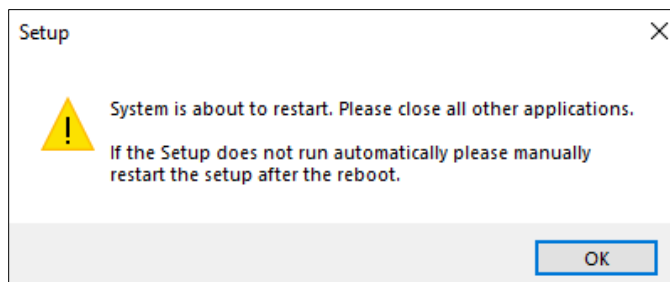 Setup
System is about to restart. Please close all other applications.
If the Setup does not run automatically please manually
restart the setup after the reboot.
OK